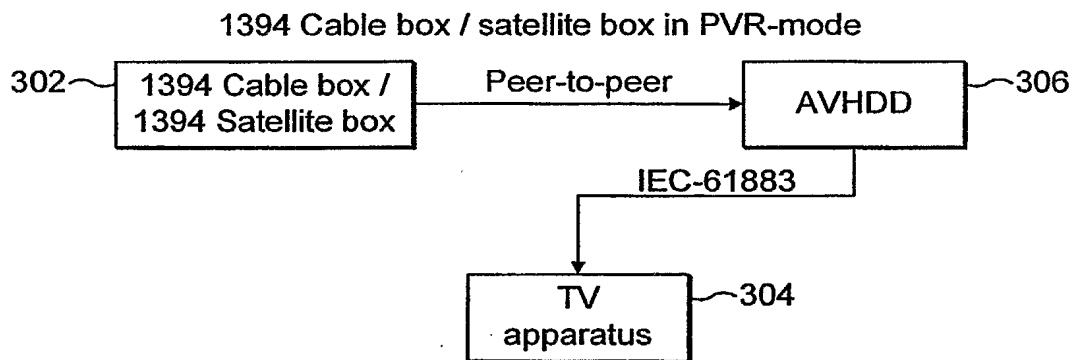 1394 Cable box / satellite box in PVR-mode
302
1394 Cable box /
1394 Satellite box
Peer-to-peer
AVHDD
306
IEC-61883
TV
apparatus
304